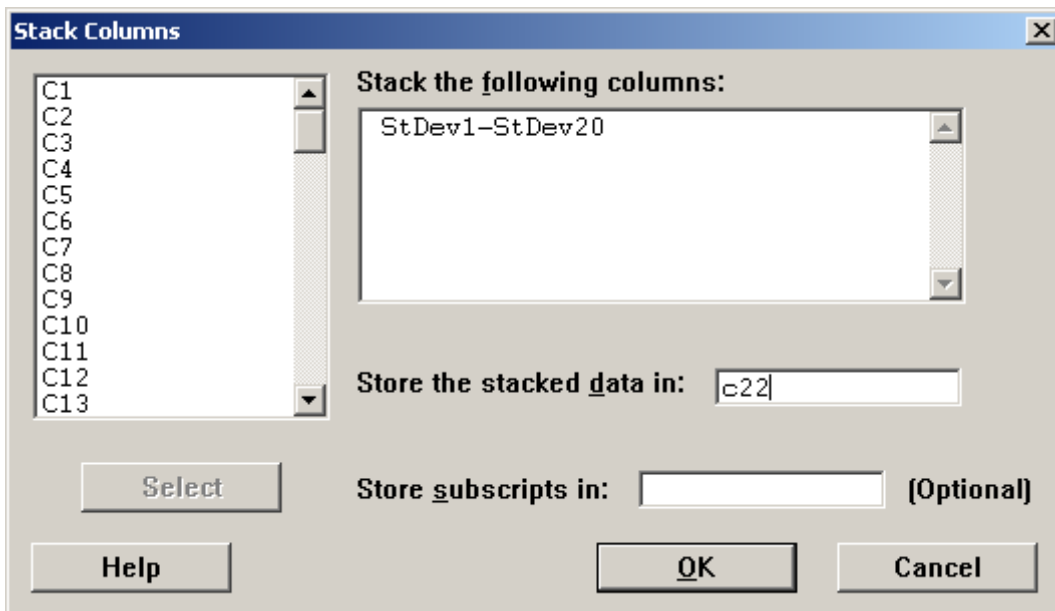 Stack Columns
C1
C2
C3
C4
C5
C6
C7
C8
C9
C10
C11
C12
C13
Select
Help
Stack the following columns:
StDev1-StDev20
Store the stacked data in: c22
Store subscripts in: (Optional)
OK
Cancel